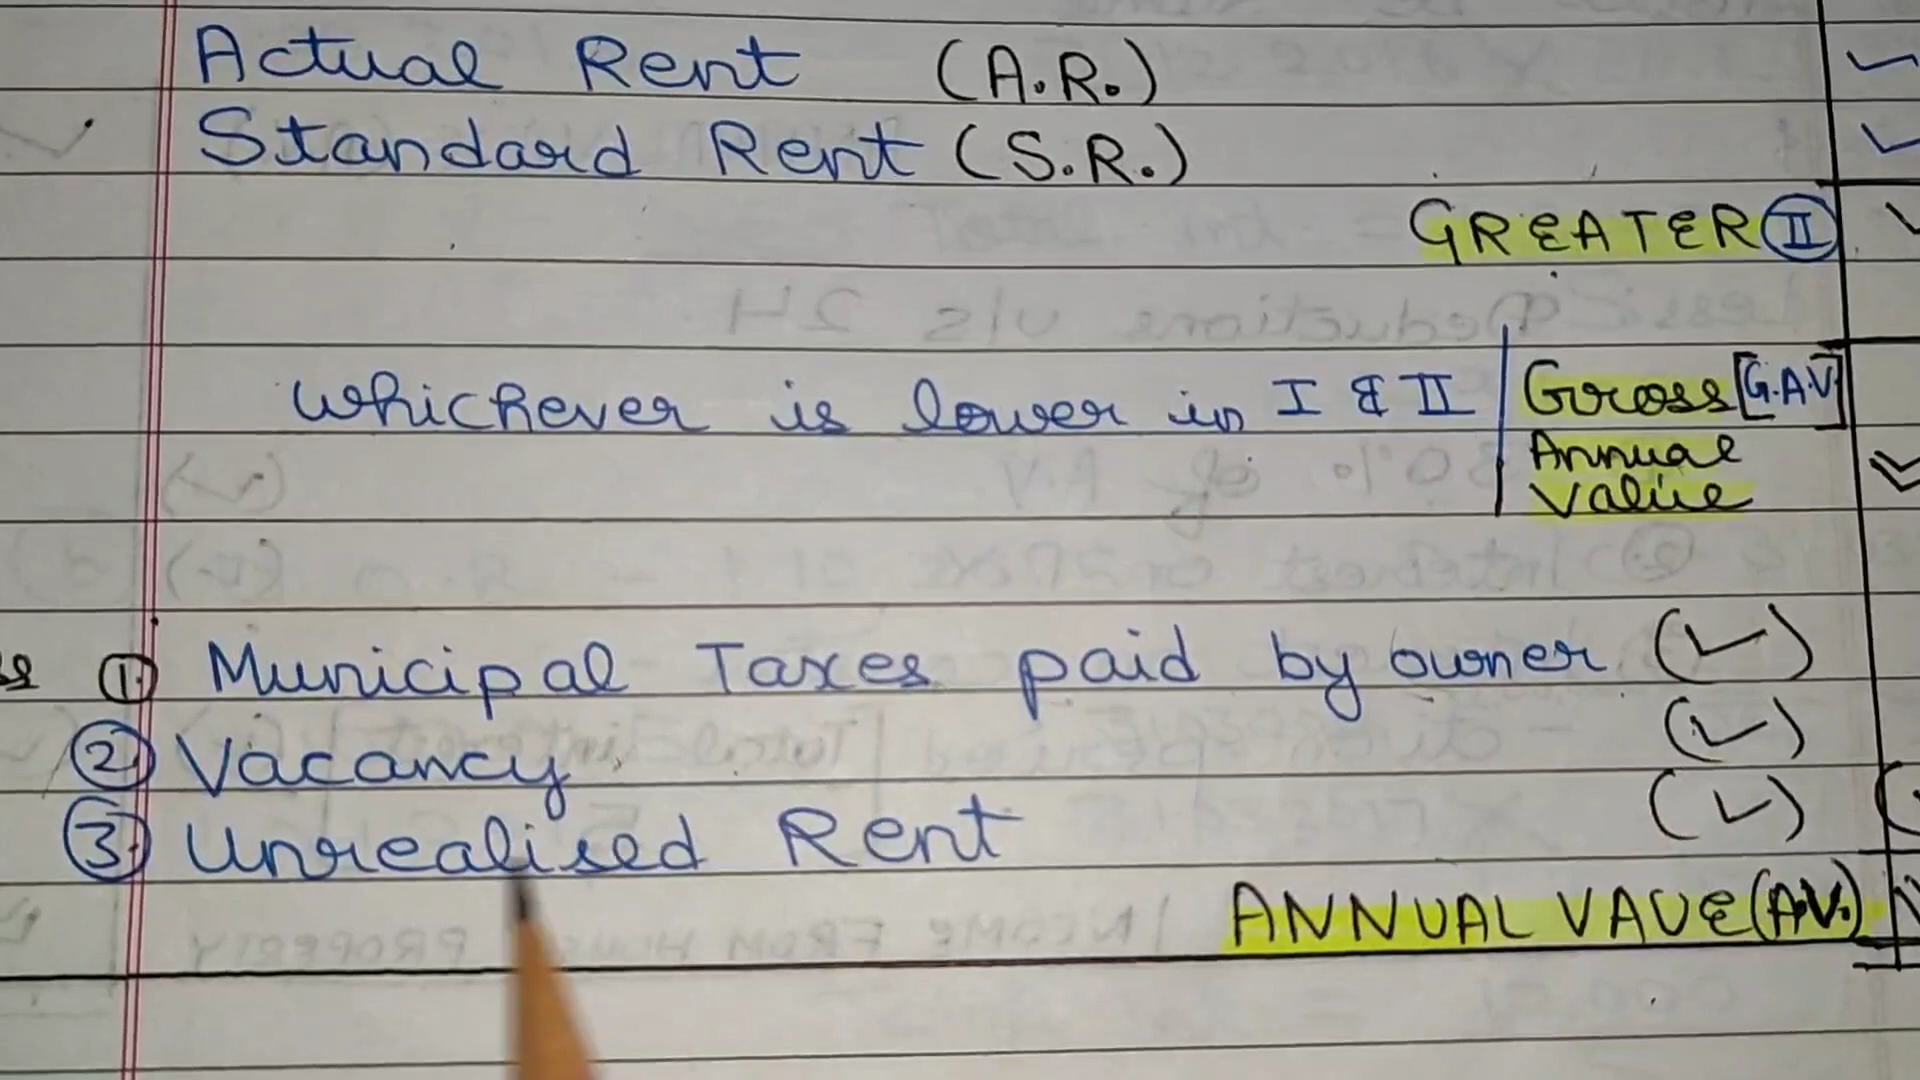 Actual Rent (A.R.)
Standard Rent (S.R.)
GREATER II
Whichever is lower in I & II Gross [G.A.V]
Annual
Value
① Municipal Taxes paid by owner (✓)
② Vacancy (✓)
③ Unrealised Rent (✓)
ANNUAL VAUE (A.V.)